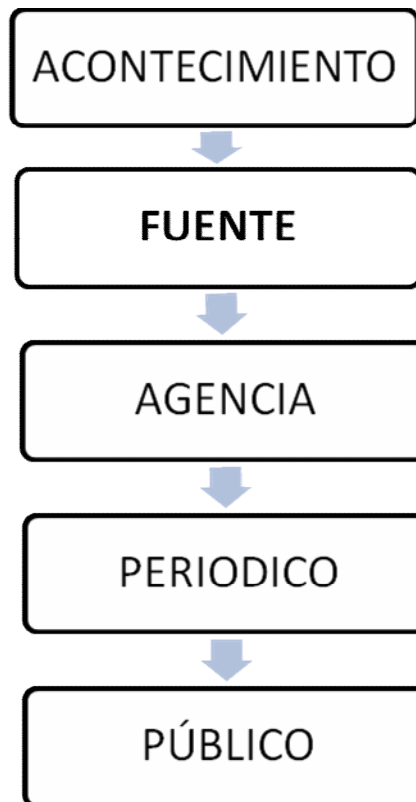 ACONTECIMIENTO
FUENTE
AGENCIA
PERIODICO
PÚBLICO